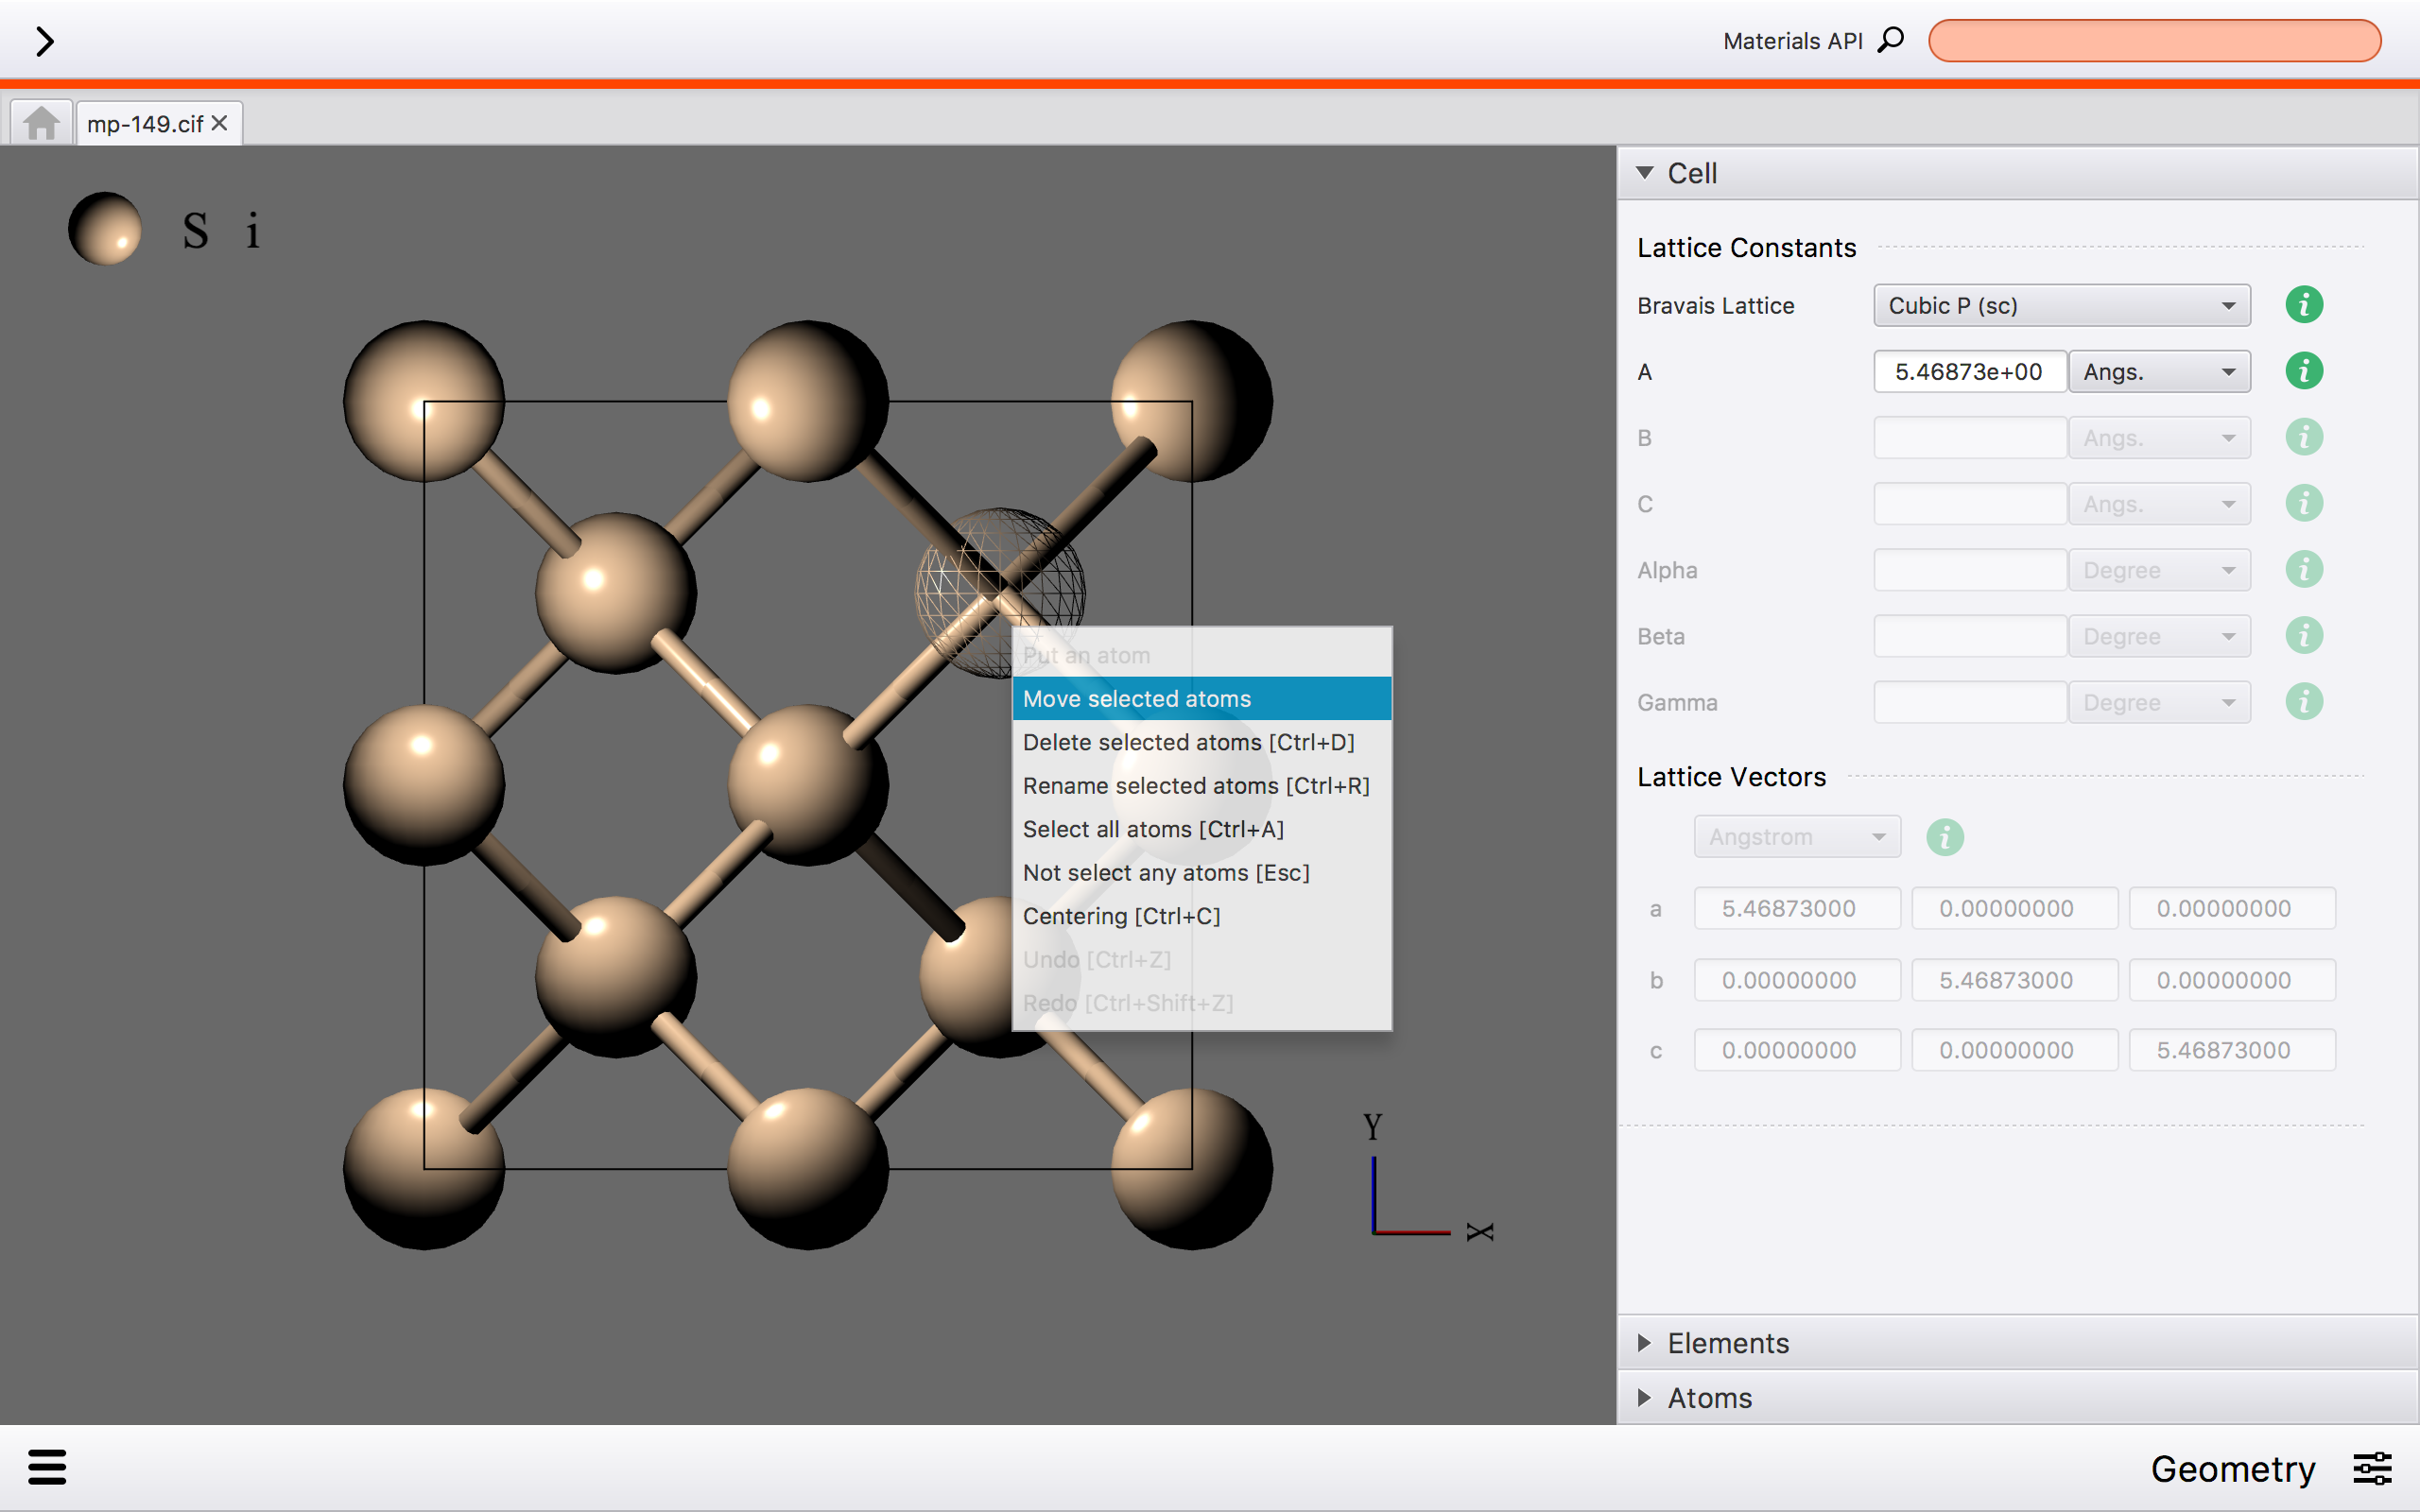 Materials API
mp-149.cif
S i
Put an atom
Move selected atoms
Delete selected atoms [Ctrl+D]
Rename selected atoms [Ctrl+R]
Select all atoms [Ctrl+A]
Not select any atoms [Esc]
Centering [Ctrl+C]
Undo [Ctrl+Z]
Redo [Ctrl+Shift+Z]
Y
X
Cell
Lattice Constants
Bravais Lattice Cubic P (sc)
A 5.46873e+00 Angs.
B Angs.
C Angs.
Alpha Degree
Beta Degree
Gamma Degree
Lattice Vectors
Angstrom
a 5.46873000 0.00000000 0.00000000
b 0.00000000 5.46873000 0.00000000
c 0.00000000 0.00000000 5.46873000
Elements
Atoms
Geometry